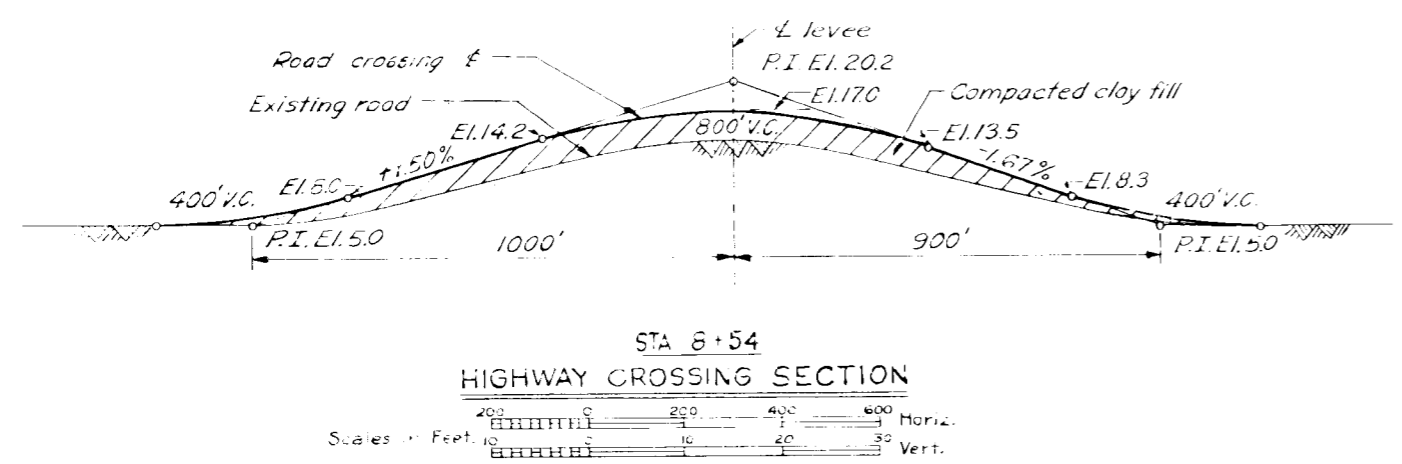 ℄ levee
Road crossing ℄
P.I. El. 20.2
Existing road
El. 17.0
Compacted clay fill
El. 14.2
800' V.C.
El. 13.5
+1.50%
-1.67%
El. 8.0
El. 8.3
400' V.C.
400' V.C.
P.I. El. 5.0
1000'
900'
P.I. El. 5.0
STA 8+54
HIGHWAY CROSSING SECTION
200 0 200 400 600 Horiz.
Scales in Feet.
10 0 10 20 30 Vert.